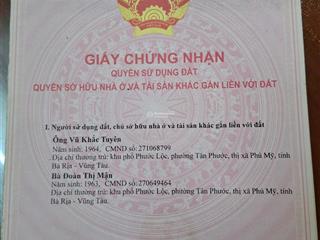 GIẤY CHỨNG NHẬN
QUYỀN SỬ DỤNG ĐẤT
QUYỀN SỞ HỮU NHÀ Ở VÀ TÀI SẢN KHÁC GẮN LIỀN VỚI ĐẤT
I. Người sử dụng đất, chủ sở hữu nhà ở và tài sản khác gắn liền với đất
Ông Vũ Khắc Tuyên
Năm sinh: 1964, CMND số: 271068799
Địa chỉ thường trú: khu phố Phước Lộc, phường Tân Phước, thị xã Phú Mỹ, tỉnh
Bà Rịa - Vũng Tàu.
Bà Đoàn Thị Mận
Năm sinh: 1963, CMND số: 270649464
Địa chỉ thường trú: khu phố Phước Lộc, phường Tân Phước, thị xã Phú Mỹ, tỉnh
Bà Rịa - Vũng Tàu.